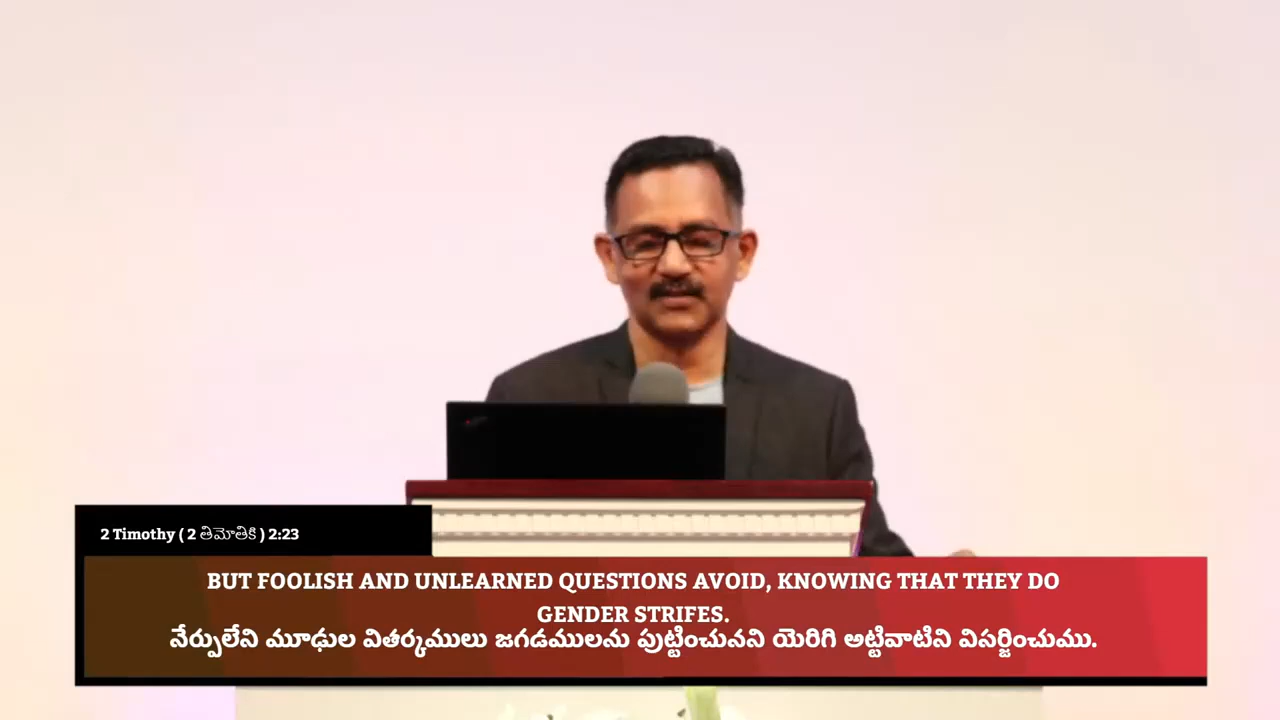 2 Timothy ( 2 తిమోతికి ) 2:23
BUT FOOLISH AND UNLEARNED QUESTIONS AVOID, KNOWING THAT THEY DO
GENDER STRIFES.
నేర్పులేని మూఢుల వితర్కములు జగడములను పుట్టించునని యెరిగి అట్టివాటిని విసర్జించుము.